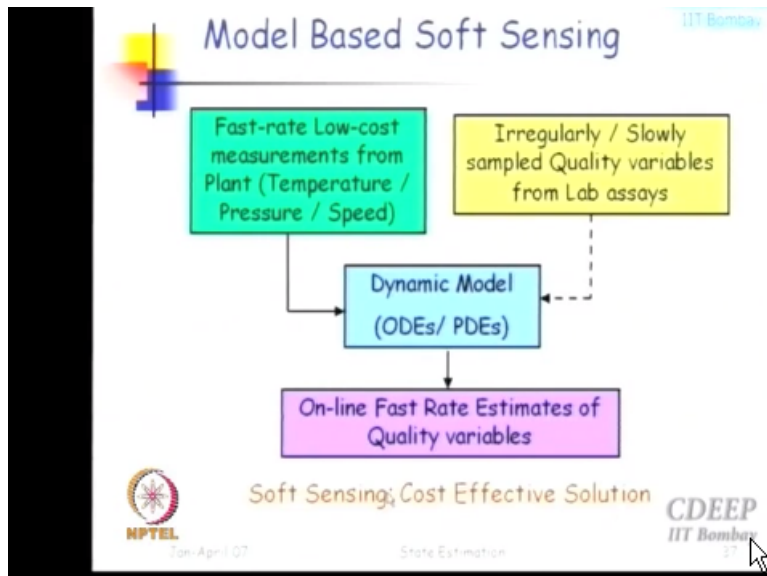 IIT Bombay
Model Based Soft Sensing
Fast-rate Low-cost
measurements from
Plant (Temperature /
Pressure / Speed)
Irregularly / Slowly
sampled Quality variables
from Lab assays
Dynamic Model
(ODEs/ PDEs)
On-line Fast Rate Estimates of
Quality variables
Soft Sensing: Cost Effective Solution
NPTEL
CDEEP
IIT Bombay
Jan-April 07
State Estimation
37